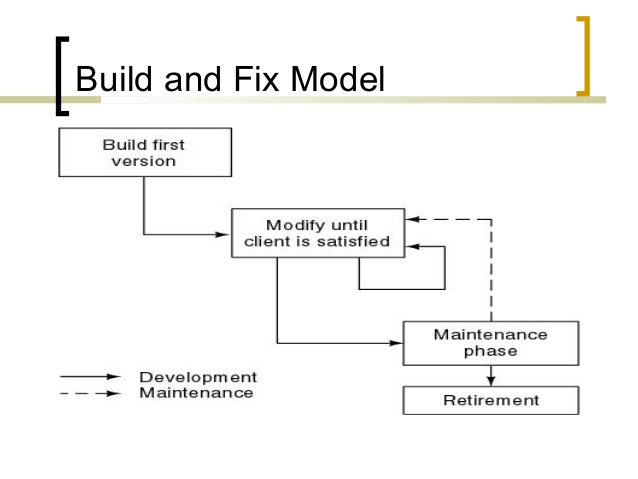 Build and Fix Model
Build first
version
Modify until
client is satisfied
Maintenance
phase
Development
Maintenance
Retirement